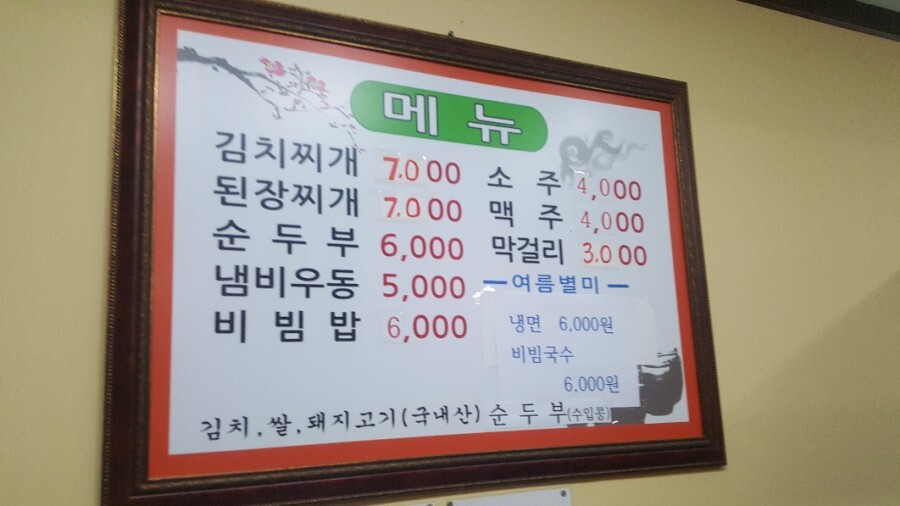 메뉴
김치찌개 7.000
된장찌개 7.000
순두부 6,000
냄비우동 5,000
비빔밥 6,000
소주 4,000
맥주 4,000
막걸리 3.000
여름별미
냉면 6,000원
비빔국수
6,000원
김치,쌀,돼지고기(국내산) 순두부(수입콩)